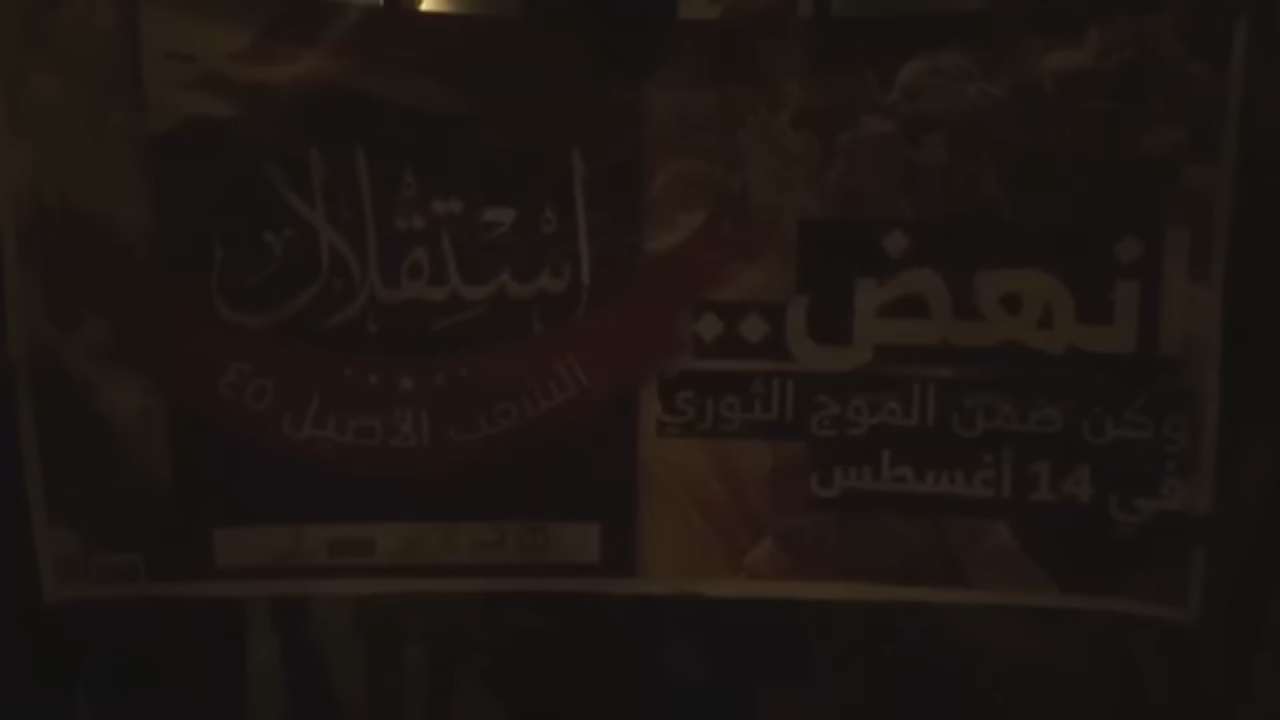 انهض..
وكن ضمن الموج الثوري
في 14 أغسطس
استقلال
الشعب الأصيل ٤٥